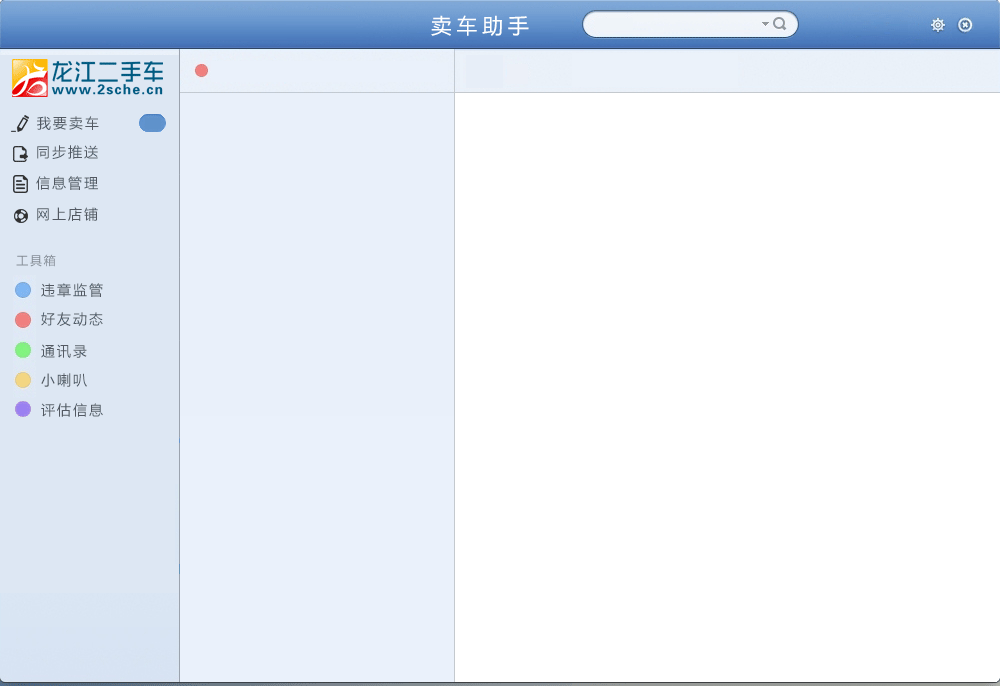 卖车助手
龙江二手车
www.2sche.cn
我要卖车
同步推送
信息管理
网上店铺
工具箱
违章监管
好友动态
通讯录
小喇叭
评估信息